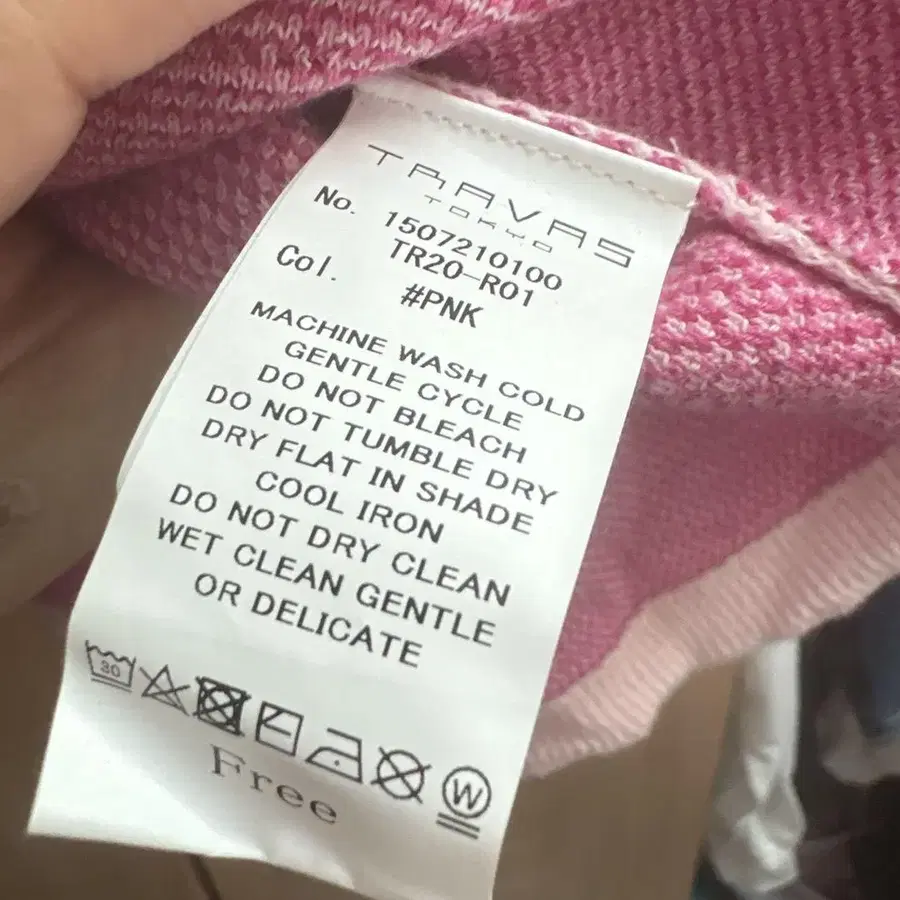 TRAVAS
TOKYO
No. 1507210100
TR20-R01
Col. #PNK
MACHINE WASH COLD
GENTLE CYCLE
DO NOT BLEACH
DO NOT TUMBLE DRY
DRY FLAT IN SHADE
COOL IRON
DO NOT DRY CLEAN
WET CLEAN GENTLE
OR DELICATE
30
W
Free